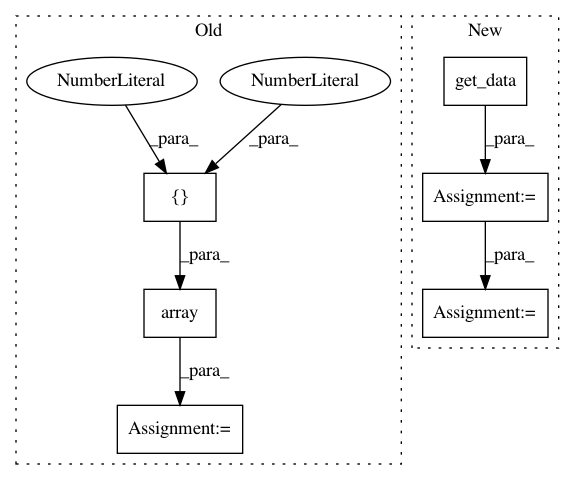 Old
New
NumberLiteral
NumberLiteral
get_data
_para_
_para_
_para_
{}
Assignment:=
_para_
_para_
array
Assignment:=
_para_
Assignment:=